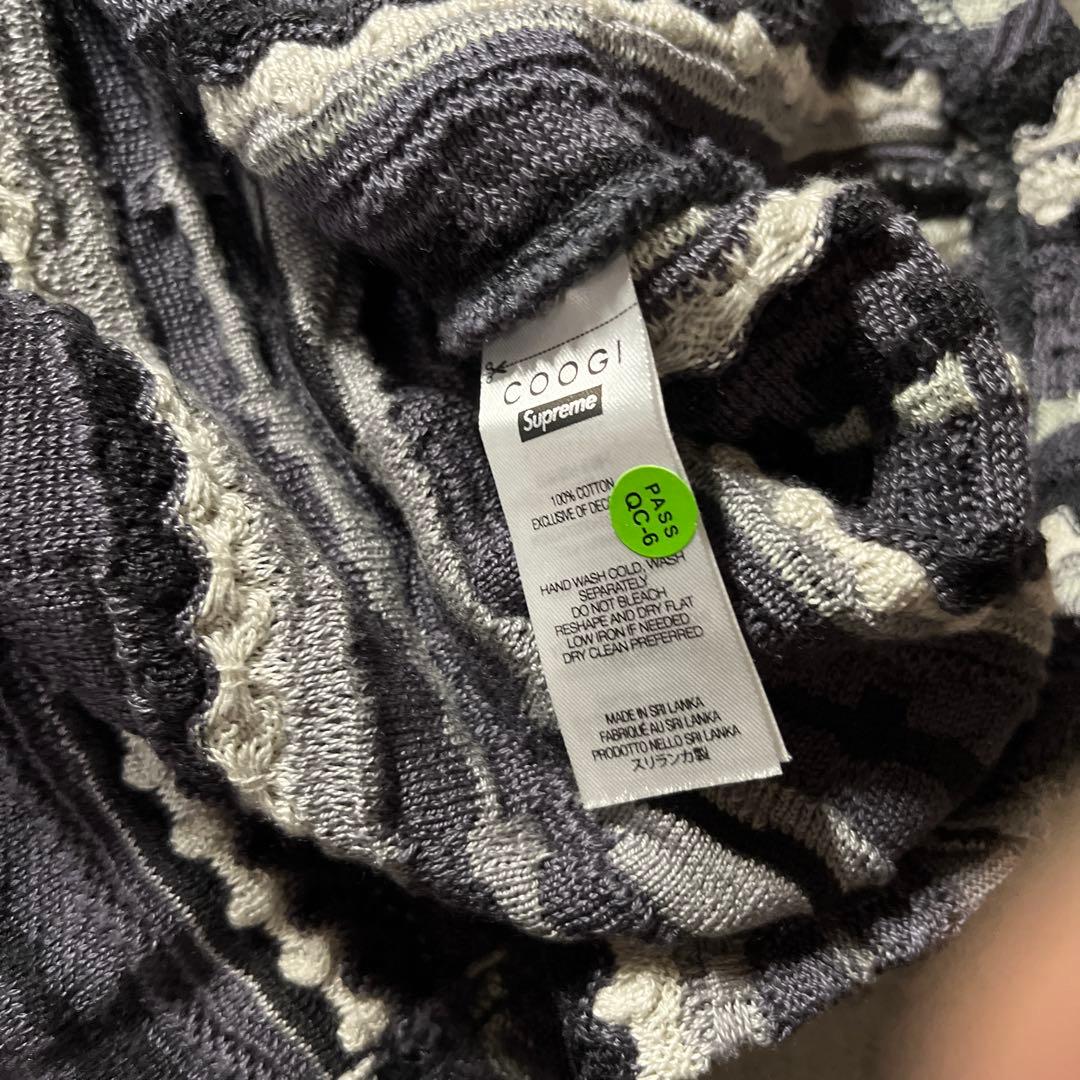 COOGI
Supreme
100% COTTON
EXCLUSIVE OF
PASS
QC-6
HAND WASH COLD, WASH
SEPARATELY
DO NOT BLEACH
RESHAPE AND DRY FLAT
LOW IRON IF NEEDED
DRY CLEAN PREFERRED
MADE IN SRI LANKA
FABRIQUÉ AU SRI LANKA
PRODOTTO NELLO SRI LANKA
スリランカ製